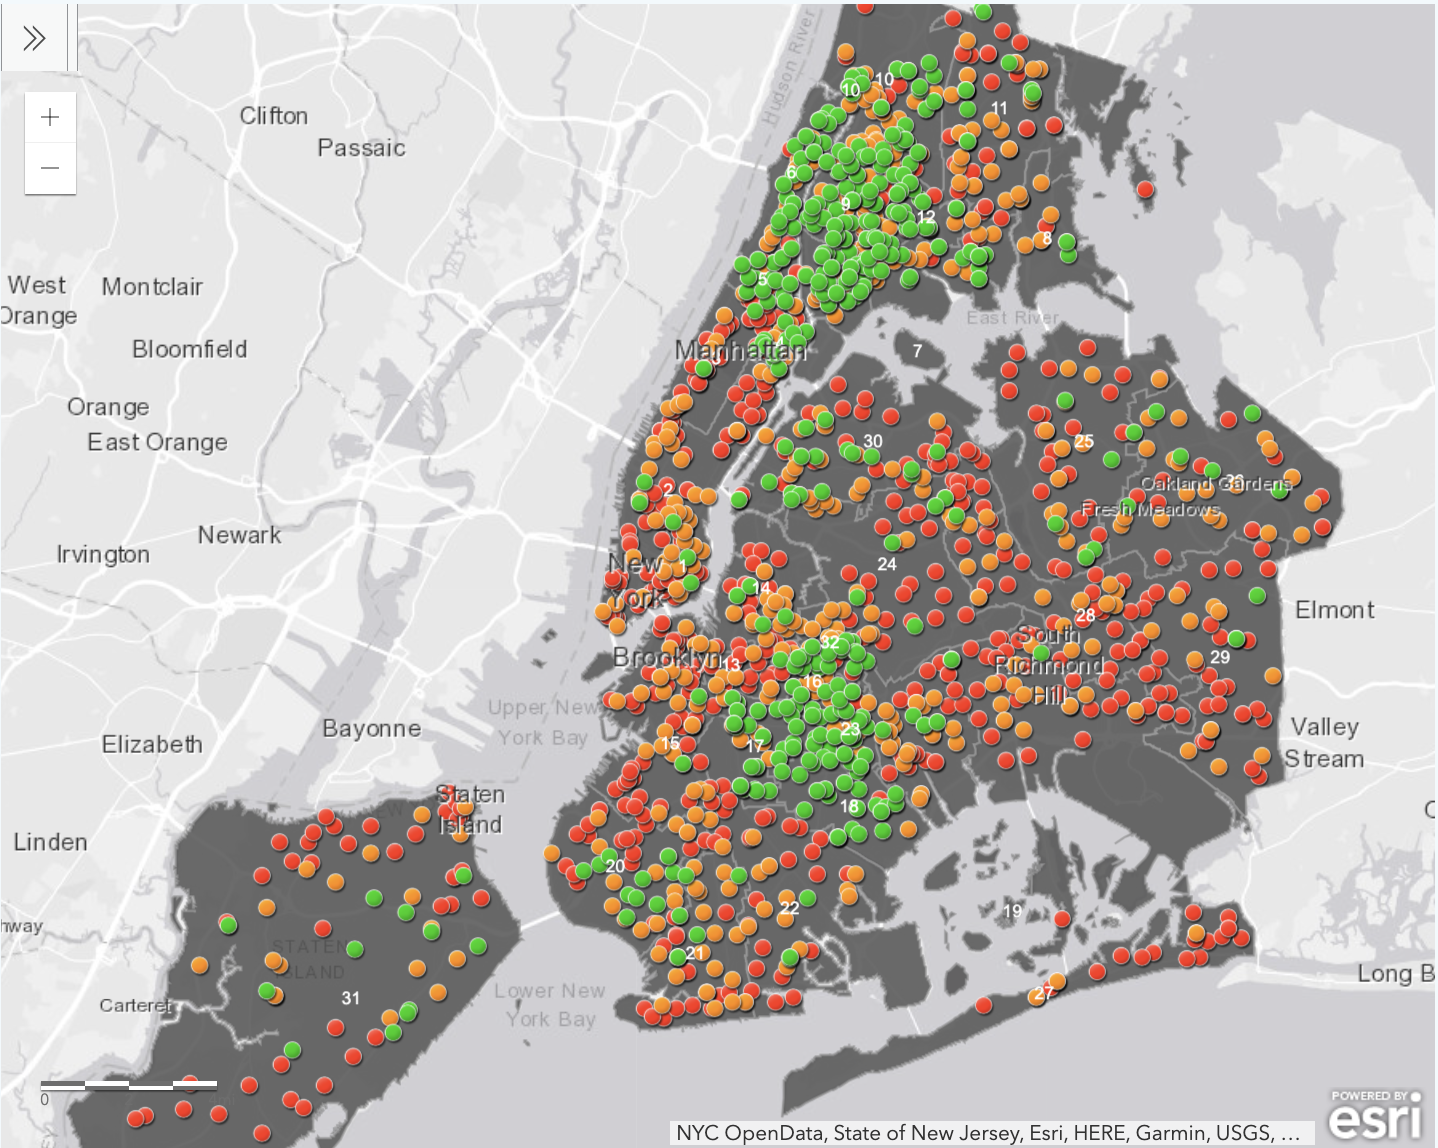 Hudson River
10
10
Clifton
11
Passaic
6
9
12
8
5
West
Orange
Montclair
East River
Bloomfield
Manhattan
7
Orange
East Orange
30
25
Oakland Gardens
Fresh Meadows
2
Newark
Irvington
New
York
1
24
14
Elmont
28
South
Richmond
Hill
32
Brooklyn
13
29
16
Upper New
York Bay
Bayonne
Elizabeth
15
17
23
Valley
Stream
Staten
Island
18
Linden
20
22
19
hway
21
STATEN
ISLAND
31
Carteret
Lower New
York Bay
27
Long B
0
POWERED BY
esri
NYC OpenData, State of New Jersey, Esri, HERE, Garmin, USGS, ...